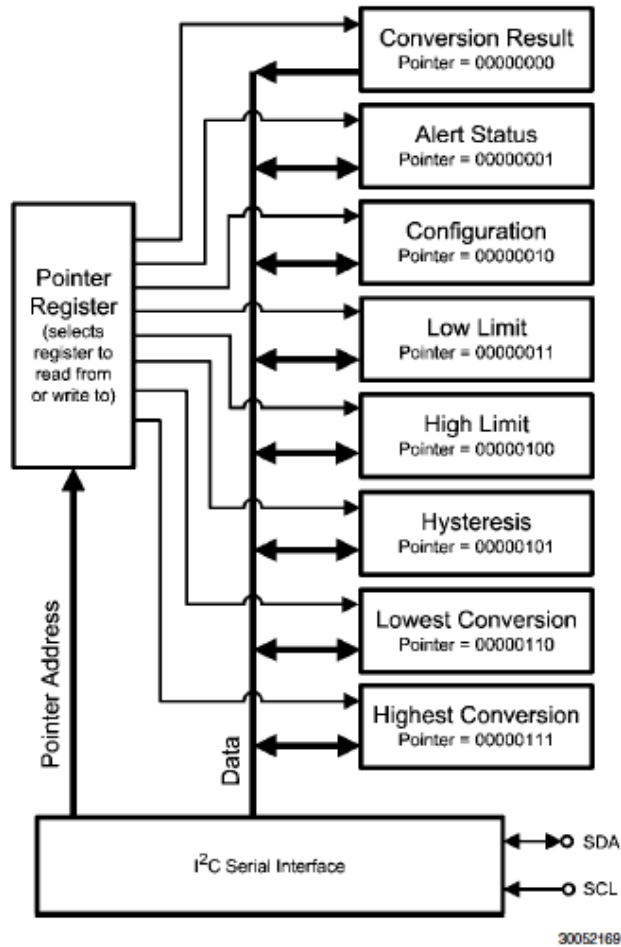 Conversion Result
Pointer = 00000000
Alert Status
Pointer = 00000001
Configuration
Pointer = 00000010
Low Limit
Pointer = 00000011
High Limit
Pointer = 00000100
Hysteresis
Pointer = 00000101
Lowest Conversion
Pointer = 00000110
Highest Conversion
Pointer = 00000111
Pointer
Register
(selects
register to
read from
or write to)
Pointer Address
Data
I²C Serial Interface
SDA
SCL
30052169